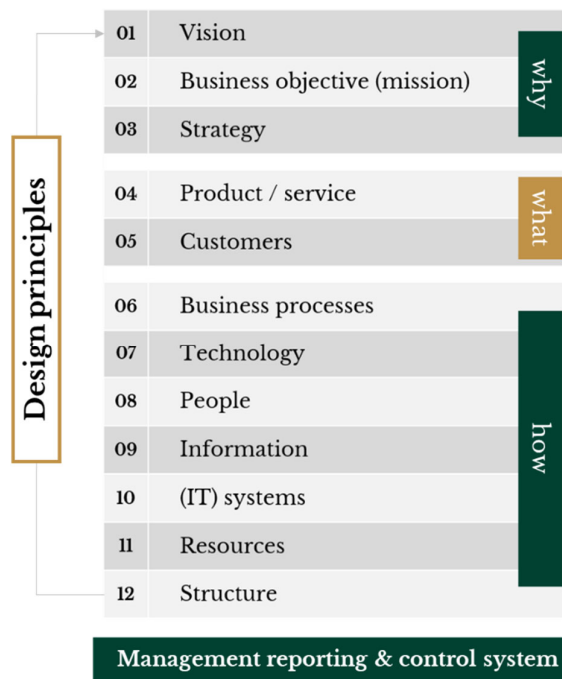 Design principles
01 Vision
02 Business objective (mission)
03 Strategy
why
04 Product / service
05 Customers
what
06 Business processes
07 Technology
08 People
09 Information
10 (IT) systems
11 Resources
12 Structure
how
Management reporting & control system